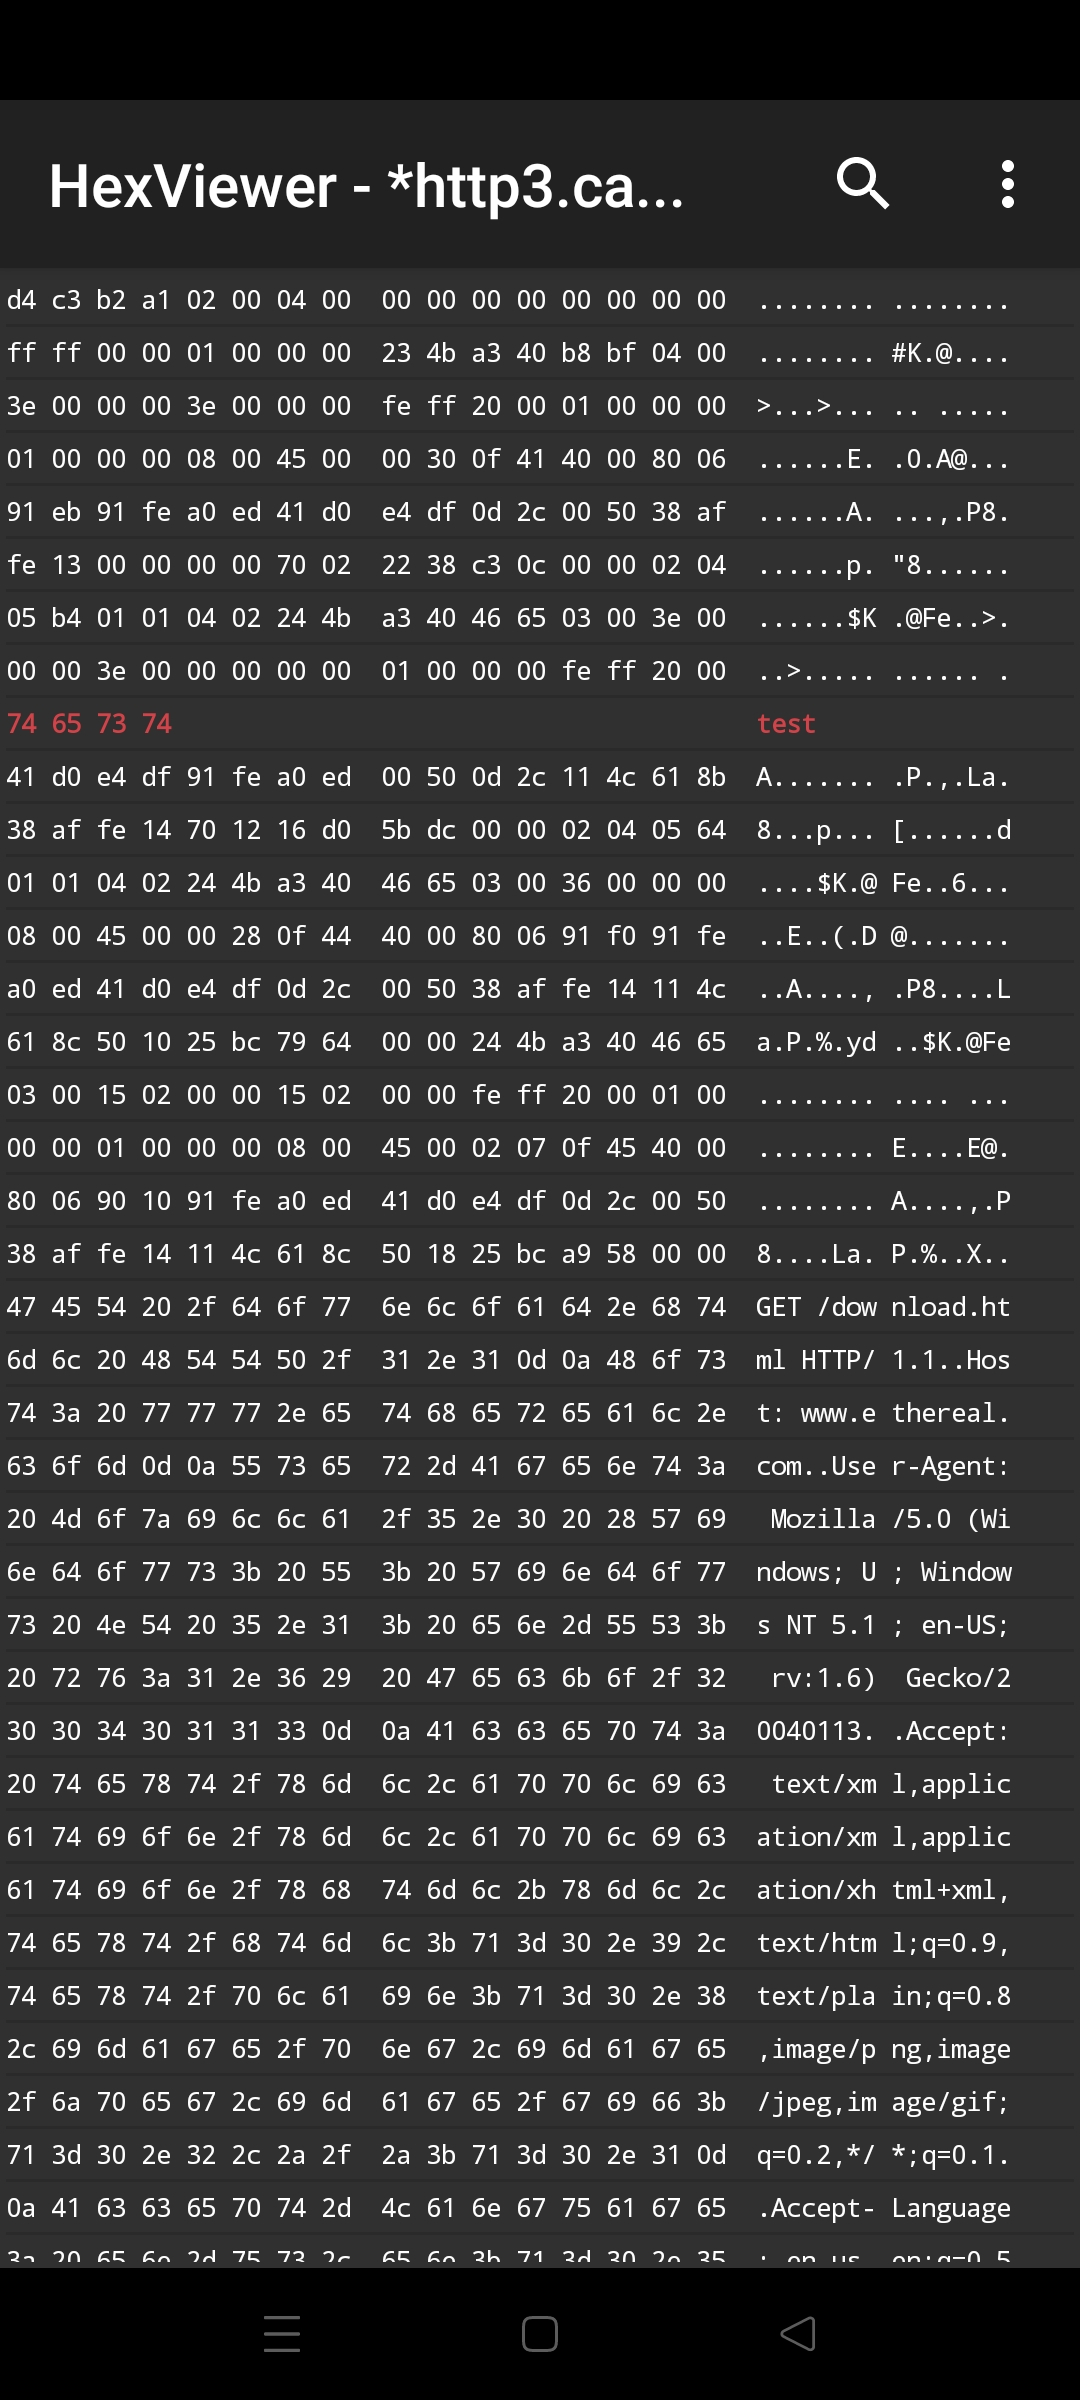 HexViewer - *http3.ca...
d4 c3 b2 a1 02 00 04 00  00 00 00 00 00 00 00 00  ........ ........
ff ff 00 00 01 00 00 00  23 4b a3 40 b8 bf 04 00  ........ #K.@....
3e 00 00 00 3e 00 00 00  fe ff 20 00 01 00 00 00  >...>... .. .....
01 00 00 00 08 00 45 00  00 30 0f 41 40 00 80 06  ......E. .0.A@...
91 eb 91 fe a0 ed 41 d0  e4 df 0d 2c 00 50 38 af  ......A. ...,.P8.
fe 13 00 00 00 00 70 02  22 38 c3 0c 00 00 02 04  ......p. "8......
05 b4 01 01 04 02 24 4b  a3 40 46 65 03 00 3e 00  ......$K .@Fe..>.
00 00 3e 00 00 00 00 00  01 00 00 00 fe ff 20 00  ..>..... ...... .
74 65 73 74  test
41 d0 e4 df 91 fe a0 ed  00 50 0d 2c 11 4c 61 8b  A....... .P.,.La.
38 af fe 14 70 12 16 d0  5b dc 00 00 02 04 05 64  8...p... [......d
01 01 04 02 24 4b a3 40  46 65 03 00 36 00 00 00  ....$K.@ Fe..6...
08 00 45 00 00 28 0f 44  40 00 80 06 91 f0 91 fe  ..E..(.D @.......
a0 ed 41 d0 e4 df 0d 2c  00 50 38 af fe 14 11 4c  ..A...., .P8....L
61 8c 50 10 25 bc 79 64  00 00 24 4b a3 40 46 65  a.P.%.yd ..$K.@Fe
03 00 15 02 00 00 15 02  00 00 fe ff 20 00 01 00  ........ .... ...
00 00 01 00 00 00 08 00  45 00 02 07 0f 45 40 00  ........ E....E@.
80 06 90 10 91 fe a0 ed  41 d0 e4 df 0d 2c 00 50  ........ A....,.P
38 af fe 14 11 4c 61 8c  50 18 25 bc a9 58 00 00  8....La. P.%..X..
47 45 54 20 2f 64 6f 77  6e 6c 6f 61 64 2e 68 74  GET /dow nload.ht
6d 6c 20 48 54 54 50 2f  31 2e 31 0d 0a 48 6f 73  ml HTTP/ 1.1..Hos
74 3a 20 77 77 77 2e 65  74 68 65 72 65 61 6c 2e  t: www.e thereal.
63 6f 6d 0d 0a 55 73 65  72 2d 41 67 65 6e 74 3a  com..Use r-Agent:
20 4d 6f 7a 69 6c 6c 61  2f 35 2e 30 20 28 57 69   Mozilla /5.0 (Wi
6e 64 6f 77 73 3b 20 55  3b 20 57 69 6e 64 6f 77  ndows; U ; Window
73 20 4e 54 20 35 2e 31  3b 20 65 6e 2d 55 53 3b  s NT 5.1 ; en-US;
20 72 76 3a 31 2e 36 29  20 47 65 63 6b 6f 2f 32   rv:1.6)  Gecko/2
30 30 34 30 31 31 33 0d  0a 41 63 63 65 70 74 3a  0040113. .Accept:
20 74 65 78 74 2f 78 6d  6c 2c 61 70 70 6c 69 63   text/xm l,applic
61 74 69 6f 6e 2f 78 6d  6c 2c 61 70 70 6c 69 63  ation/xm l,applic
61 74 69 6f 6e 2f 78 68  74 6d 6c 2b 78 6d 6c 2c  ation/xh tml+xml,
74 65 78 74 2f 68 74 6d  6c 3b 71 3d 30 2e 39 2c  text/htm l;q=0.9,
74 65 78 74 2f 70 6c 61  69 6e 3b 71 3d 30 2e 38  text/pla in;q=0.8
2c 69 6d 61 67 65 2f 70  6e 67 2c 69 6d 61 67 65  ,image/p ng,image
2f 6a 70 65 67 2c 69 6d  61 67 65 2f 67 69 66 3b  /jpeg,im age/gif;
71 3d 30 2e 32 2c 2a 2f  2a 3b 71 3d 30 2e 31 0d  q=0.2,*/ *;q=0.1.
0a 41 63 63 65 70 74 2d  4c 61 6e 67 75 61 67 65  .Accept- Language
3a 20 65 6e 2d 75 73 2c  65 6e 3b 71 3d 30 2e 35  : en-us, en;q=0.5